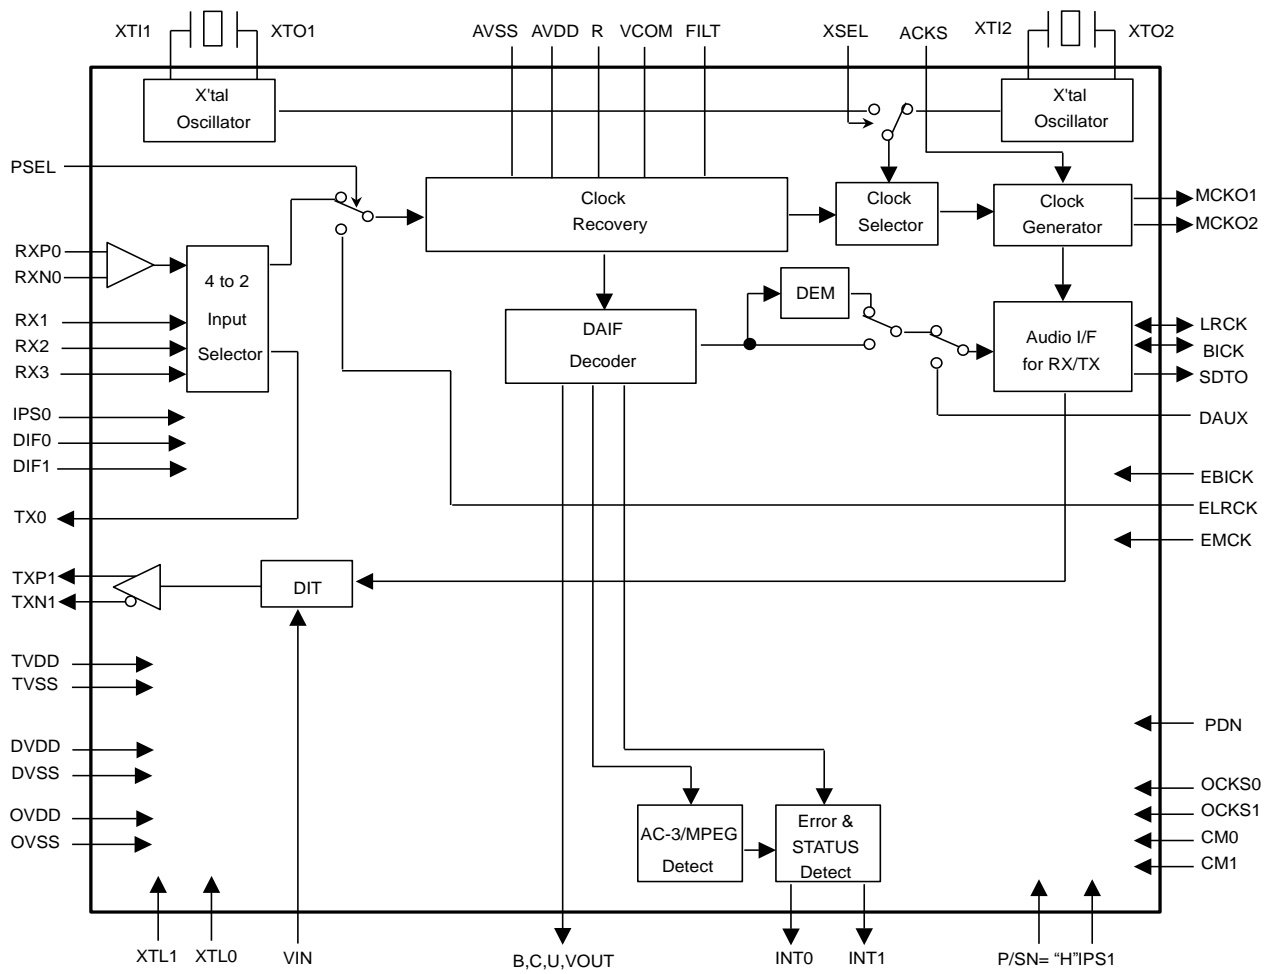 XTI1
XTO1
AVSS
AVDD
R
VCOM
FILT
XSEL
ACKS
XTI2
XTO2
X'tal
Oscillator
X'tal
Oscillator
PSEL
Clock
Recovery
Clock
Selector
Clock
Generator
MCKO1
MCKO2
RXP0
RXN0
4 to 2
Input
Selector
DEM
RX1
RX2
RX3
DAIF
Decoder
Audio I/F
for RX/TX
LRCK
BICK
SDTO
IPS0
DIF0
DIF1
DAUX
EBICK
ELRCK
EMCK
TX0
TXP1
TXN1
DIT
TVDD
TVSS
PDN
DVDD
DVSS
OVDD
OVSS
OCKS0
OCKS1
CM0
CM1
AC-3/MPEG
Detect
Error &
STATUS
Detect
XTL1
XTL0
VIN
B,C,U,VOUT
INT0
INT1
P/SN= “H”
IPS1